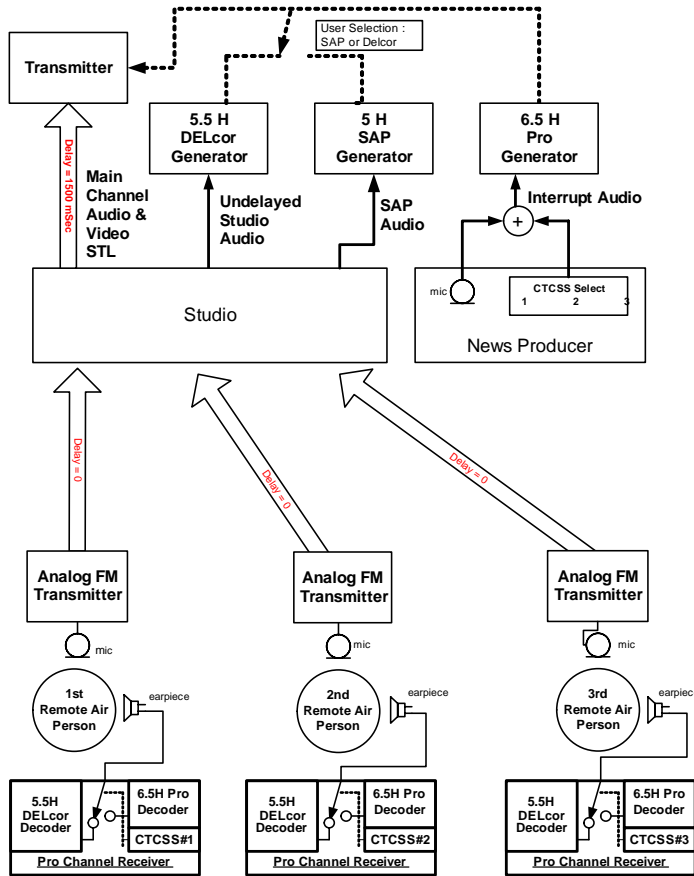 User Selection :
SAP or Delcor
Transmitter
5.5 H
DELcor
Generator
5 H
SAP
Generator
6.5 H
Pro
Generator
Delay = 1500 mSec
Main
Channel
Audio &
Video
STL
Undelayed
Studio
Audio
SAP
Audio
Interrupt Audio
+
Studio
mic
CTCSS Select
1 2 3
News Producer
Delay = 0
Delay = 0
Delay = 0
Analog FM
Transmitter
Analog FM
Transmitter
Analog FM
Transmitter
mic
mic
mic
1st
Remote Air
Person
earpiece
2nd
Remote Air
Person
earpiece
3rd
Remote Air
Person
earpiece
5.5H
DELcor
Decoder
6.5H Pro
Decoder
CTCSS#1
Pro Channel Receiver
5.5H
DELcor
Decoder
6.5H Pro
Decoder
CTCSS#2
Pro Channel Receiver
5.5H
DELcor
Decoder
6.5H Pro
Decoder
CTCSS#3
Pro Channel Receiver